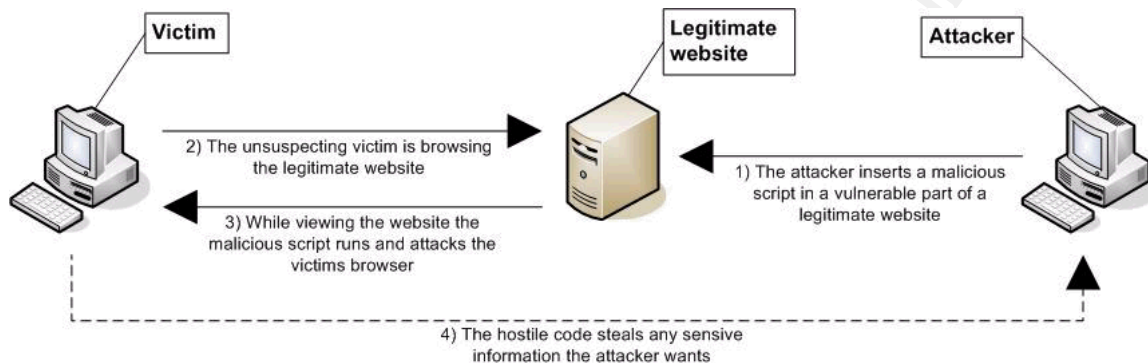 Victim
Legitimate
website
Attacker
2) The unsuspecting victim is browsing
the legitimate website
1) The attacker inserts a malicious
script in a vulnerable part of a
legitimate website
3) While viewing the website the
malicious script runs and attacks the
victims browser
4) The hostile code steals any sensive
information the attacker wants